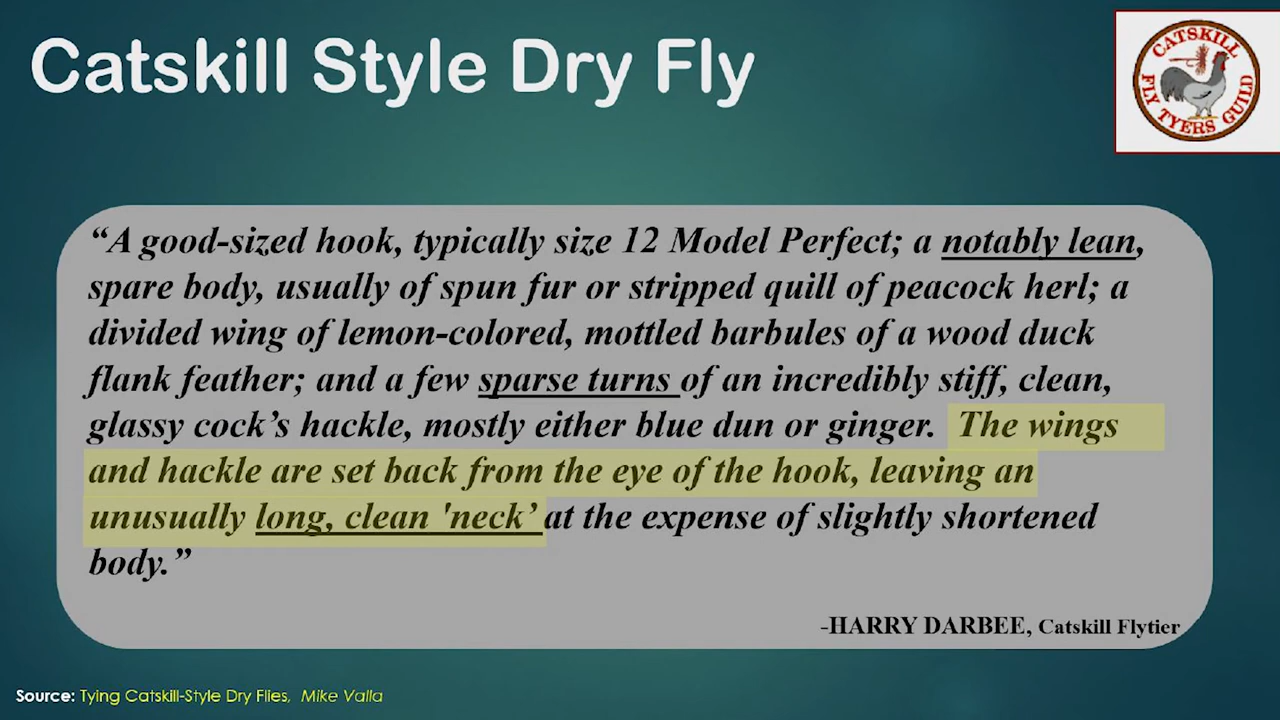 Catskill Style Dry Fly
CATSKILL
FLY TYERS GUILD
“A good-sized hook, typically size 12 Model Perfect; a notably lean,
spare body, usually of spun fur or stripped quill of peacock herl; a
divided wing of lemon-colored, mottled barbules of a wood duck
flank feather; and a few sparse turns of an incredibly stiff, clean,
glassy cock’s hackle, mostly either blue dun or ginger. The wings
and hackle are set back from the eye of the hook, leaving an
unusually long, clean 'neck’ at the expense of slightly shortened
body.”
-HARRY DARBEE, Catskill Flytier
Source: Tying Catskill-Style Dry Flies, Mike Valla